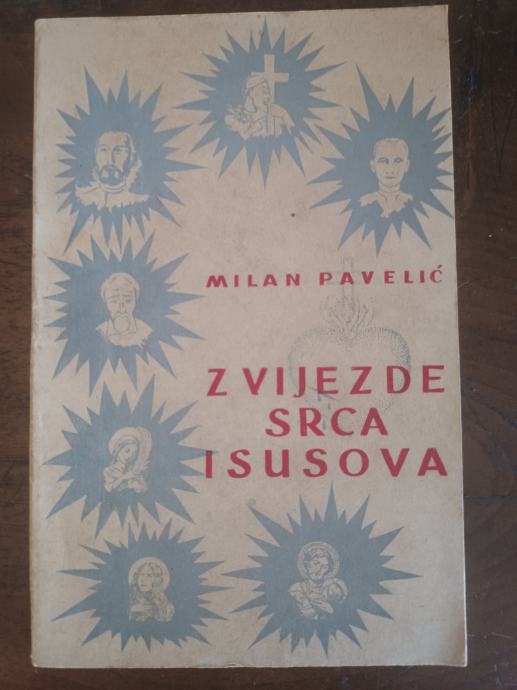 MILAN PAVELIĆ
ZVIJEZDE
SRCA
ISUSOVA